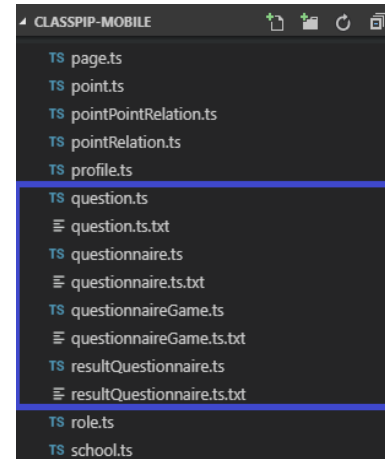 CLASSPIP-MOBILE
TS page.ts
TS point.ts
TS pointPointRelation.ts
TS pointRelation.ts
TS profile.ts
TS question.ts
question.ts.txt
TS questionnaire.ts
questionnaire.ts.txt
TS questionnaireGame.ts
questionnaireGame.ts.txt
TS resultQuestionnaire.ts
resultQuestionnaire.ts.txt
TS role.ts
TS school.ts